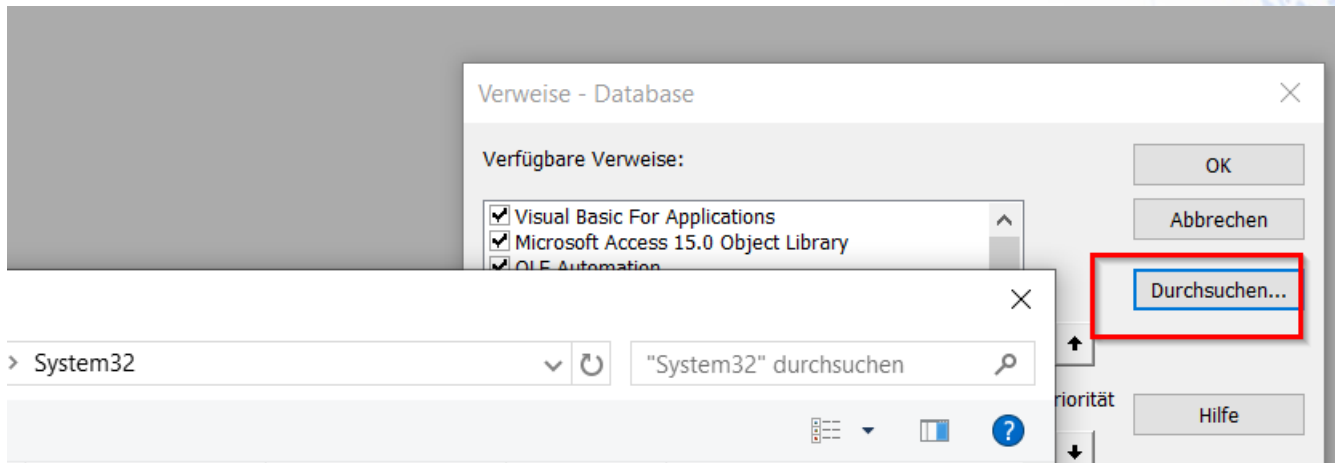 Verweise - Database
Verfügbare Verweise:
OK
Visual Basic For Applications
Abbrechen
Microsoft Access 15.0 Object Library
OLE Automation
Durchsuchen...
> System32
"System32" durchsuchen
riorität
Hilfe